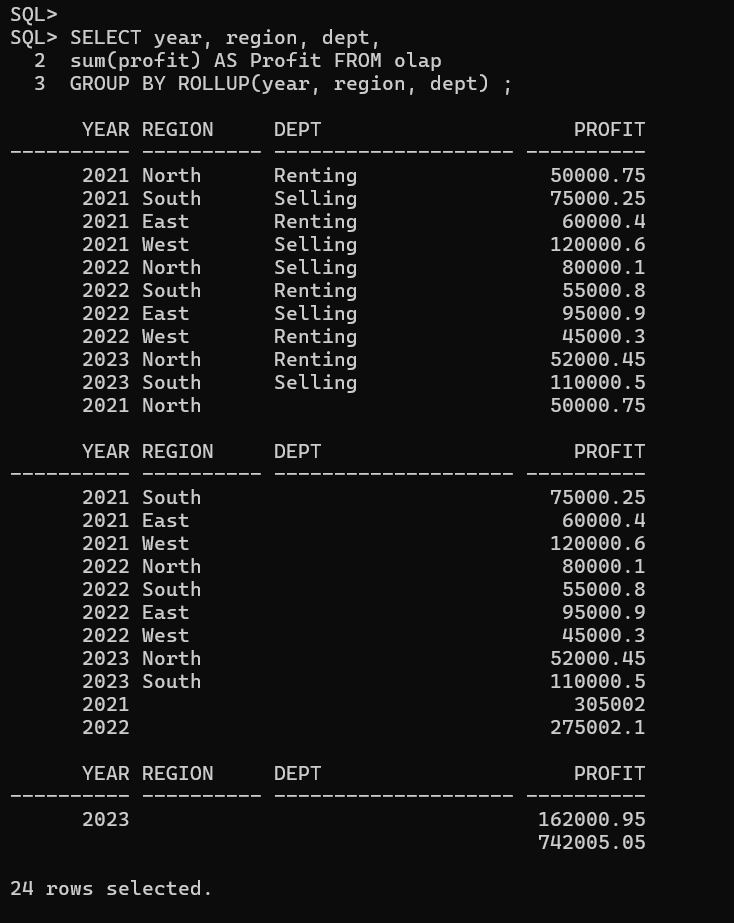 SQL>
SQL> SELECT year, region, dept,
  2  sum(profit) AS Profit FROM olap
  3  GROUP BY ROLLUP(year, region, dept) ;

      YEAR REGION     DEPT                     PROFIT
---------- ---------- -------------------- ----------
      2021 North      Renting                50000.75
      2021 South      Selling                75000.25
      2021 East       Renting                 60000.4
      2021 West       Selling                120000.6
      2022 North      Selling                 80000.1
      2022 South      Renting                 55000.8
      2022 East       Selling                 95000.9
      2022 West       Renting                 45000.3
      2023 North      Renting                52000.45
      2023 South      Selling                110000.5
      2021 North                             50000.75

      YEAR REGION     DEPT                     PROFIT
---------- ---------- -------------------- ----------
      2021 South                             75000.25
      2021 East                               60000.4
      2021 West                              120000.6
      2022 North                              80000.1
      2022 South                              55000.8
      2022 East                               95000.9
      2022 West                               45000.3
      2023 North                             52000.45
      2023 South                             110000.5
      2021                                     305002
      2022                                   275002.1

      YEAR REGION     DEPT                     PROFIT
---------- ---------- -------------------- ----------
      2023                                  162000.95
                                            742005.05

24 rows selected.